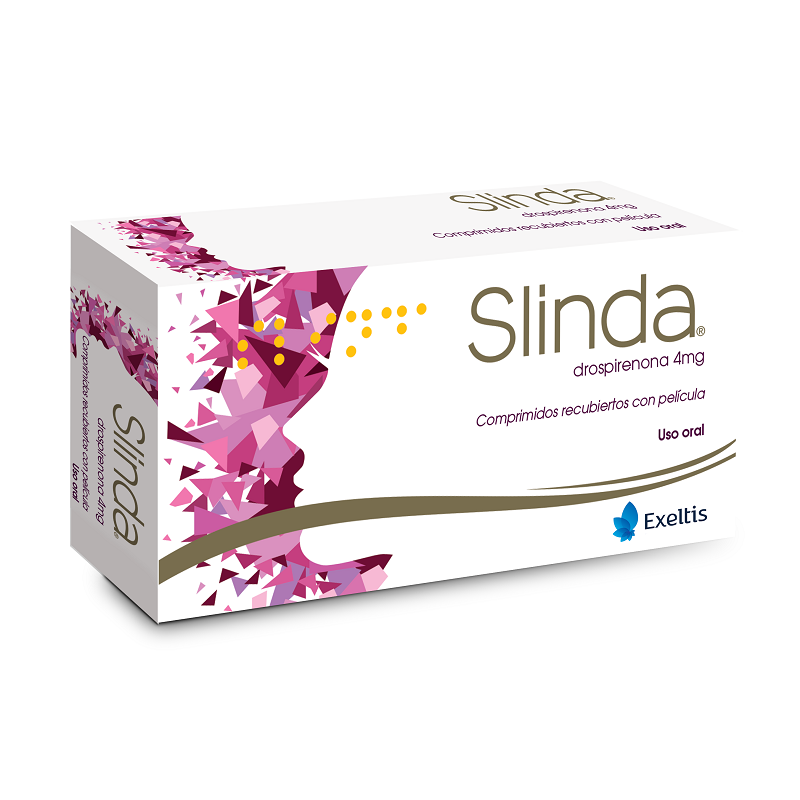 Slinda®
drospirenona 4mg
Comprimidos recubiertos con película
Uso oral
Slinda®
drospirenona 4mg
Comprimidos recubiertos con película
Uso oral
Exeltis
Slinda®
drospirenona 4mg
Comprimidos recubiertos con película
Uso oral